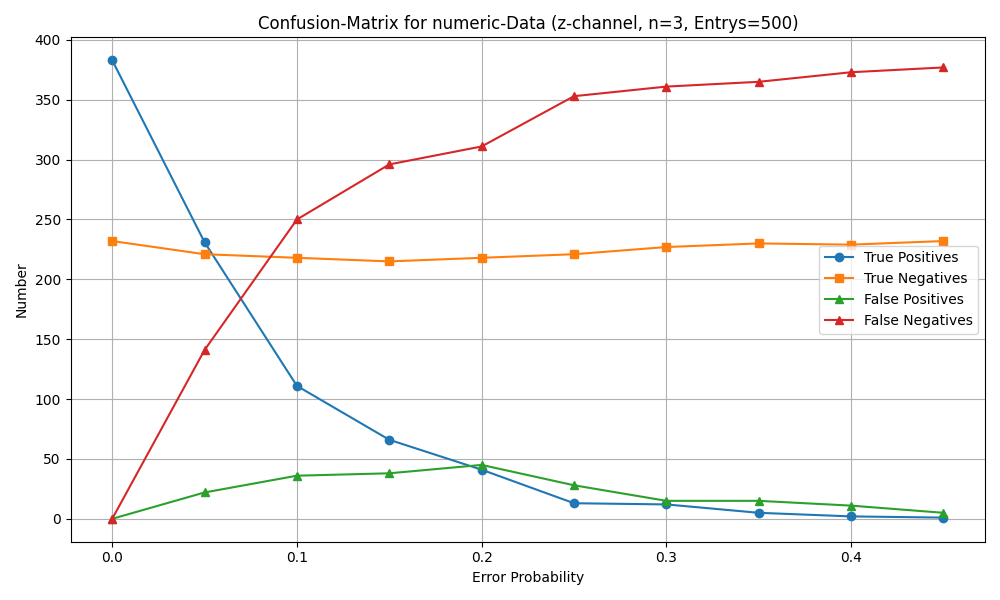 Confusion-Matrix for numeric-Data (z-channel, n=3, Entrys=500)
400
350
300
250
200
150
100
50
0
Number
True Positives
True Negatives
False Positives
False Negatives
0.0
0.1
0.2
0.3
0.4
Error Probability